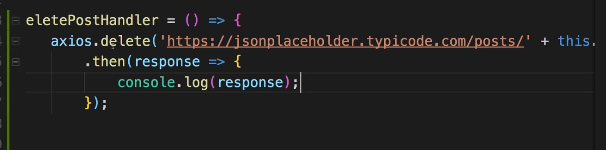 eletePostHandler = () => {
axios.delete('https://jsonplaceholder.typicode.com/posts/' + this.
.then(response => {
console.log(response);
});